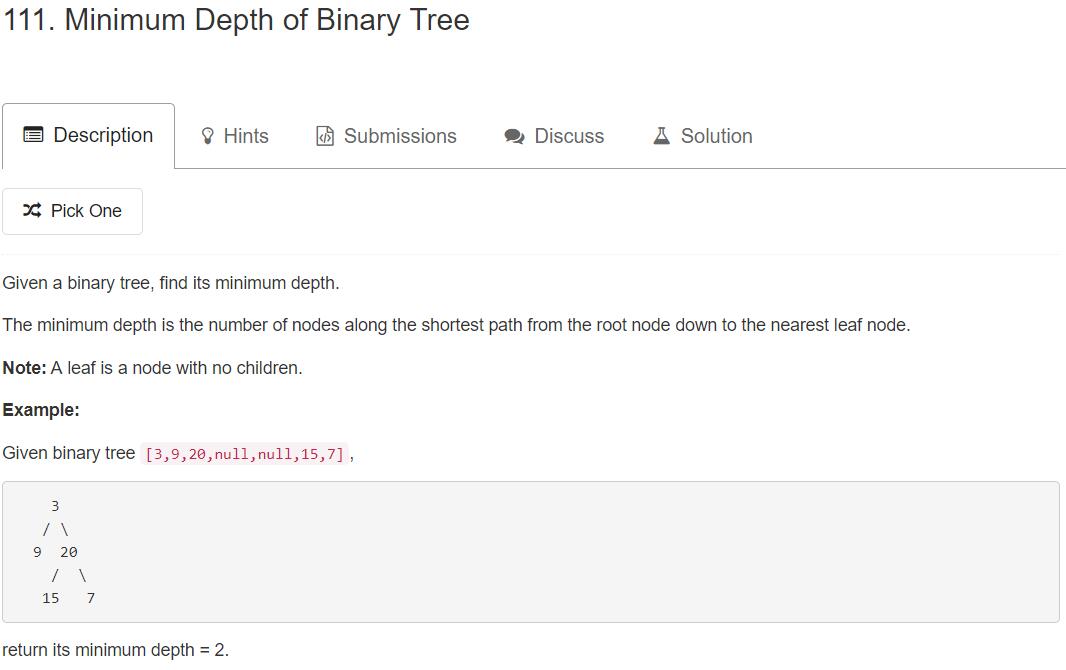 111. Minimum Depth of Binary Tree
Description Hints Submissions Discuss Solution
Pick One
Given a binary tree, find its minimum depth.
The minimum depth is the number of nodes along the shortest path from the root node down to the nearest leaf node.
Note: A leaf is a node with no children.
Example:
Given binary tree [3,9,20,null,null,15,7],
3
/ \
9 20
/ \
15 7
return its minimum depth = 2.